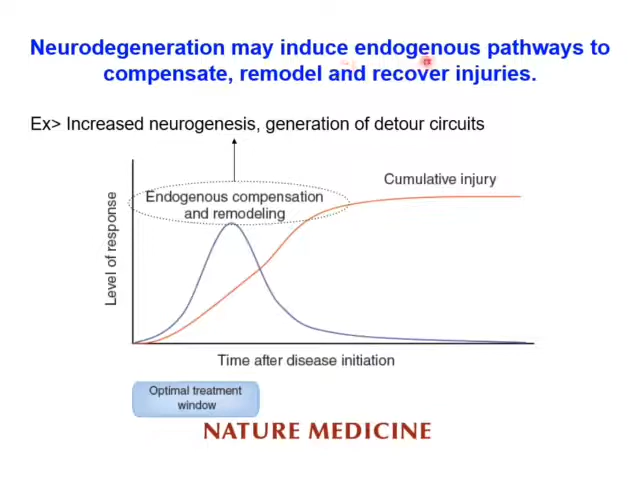 Neurodegeneration may induce endogenous pathways to
compensate, remodel and recover injuries.
Ex> Increased neurogenesis, generation of detour circuits
Cumulative injury
Endogenous compensation
and remodeling
Level of response
Time after disease initiation
Optimal treatment
window
NATURE MEDICINE